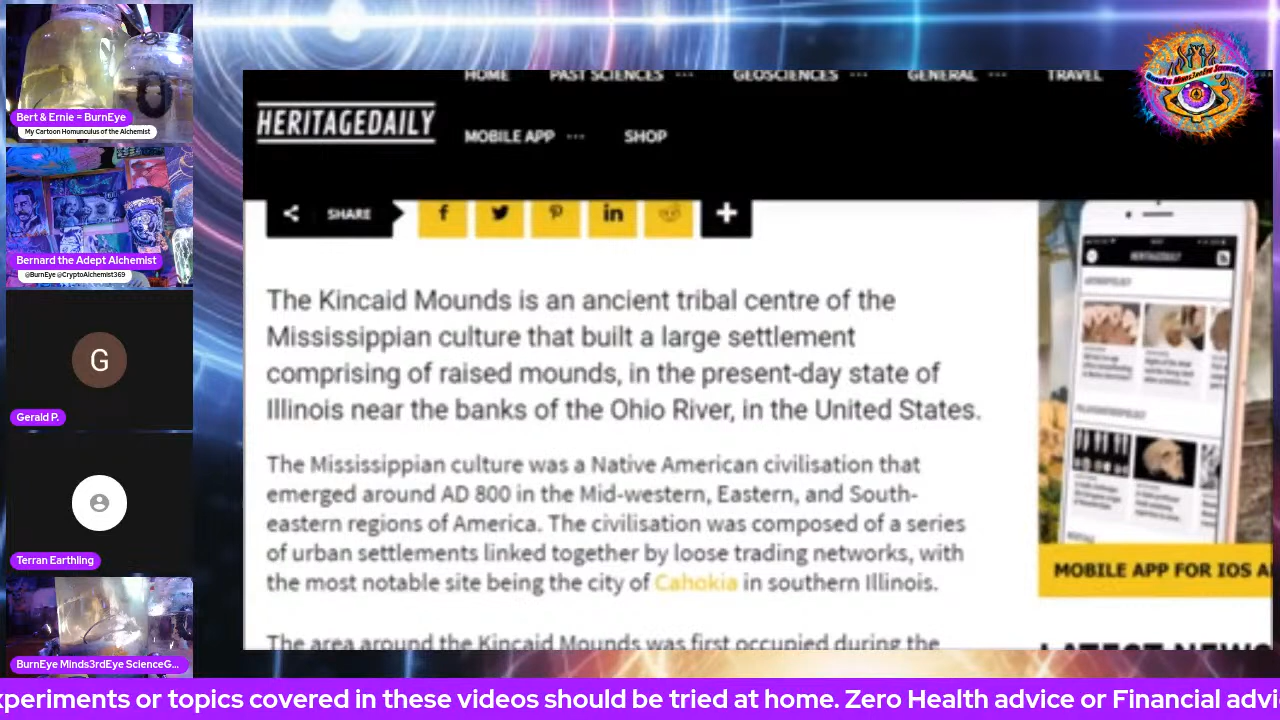 Bert & Ernie = BurnEye
My Cartoon Homunculus of the Alchemist
Bernard the Adept Alchemist
@BurnEye @CryptoAlchemist369
G
Gerald P.
Terran Earthling
BurnEye Minds3rdEye ScienceG...
HOME PAST SCIENCES ••• GEOSCIENCES ••• GENERAL ••• TRAVEL
HERITAGEDAILY
MOBILE APP ••• SHOP
SHARE
The Kincaid Mounds is an ancient tribal centre of the
Mississippian culture that built a large settlement
comprising of raised mounds, in the present-day state of
Illinois near the banks of the Ohio River, in the United States.
The Mississippian culture was a Native American civilisation that
emerged around AD 800 in the Mid-western, Eastern, and South-
eastern regions of America. The civilisation was composed of a series
of urban settlements linked together by loose trading networks, with
the most notable site being the city of Cahokia in southern Illinois.
The area around the Kincaid Mounds was first occupied during the
HERITAGEDAILY
MOBILE APP FOR IOS A
LATEST NEWS
xperiments or topics covered in these videos should be tried at home. Zero Health advice or Financial advi